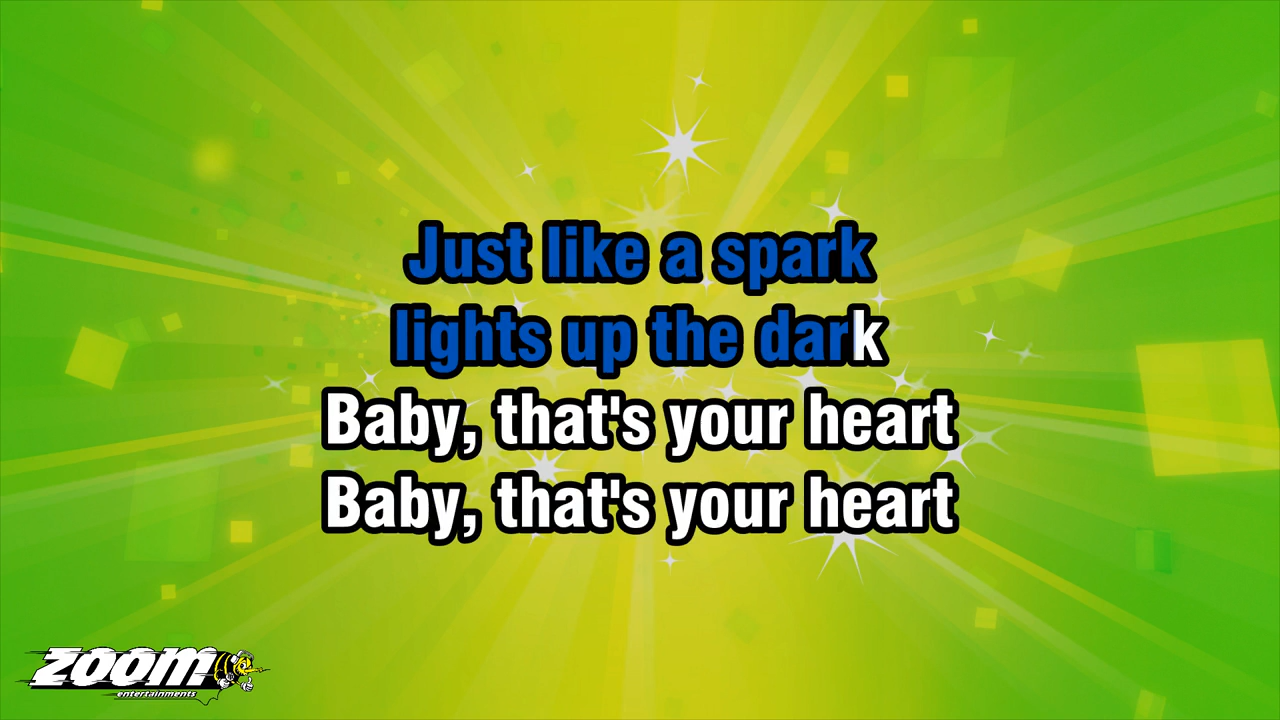 Just like a spark
lights up the dark
Baby, that's your heart
Baby, that's your heart
zoom
entertainments